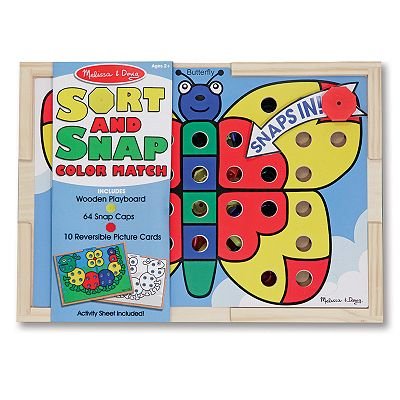 Melissa & Doug
Ages 2+
SORT
AND
SNAP
COLOR MATCH
INCLUDES
Wooden Playboard
64 Snap Caps
10 Reversible Picture Cards
Activity Sheet Included!
Butterfly
SNAPS IN!
Melissa & Doug